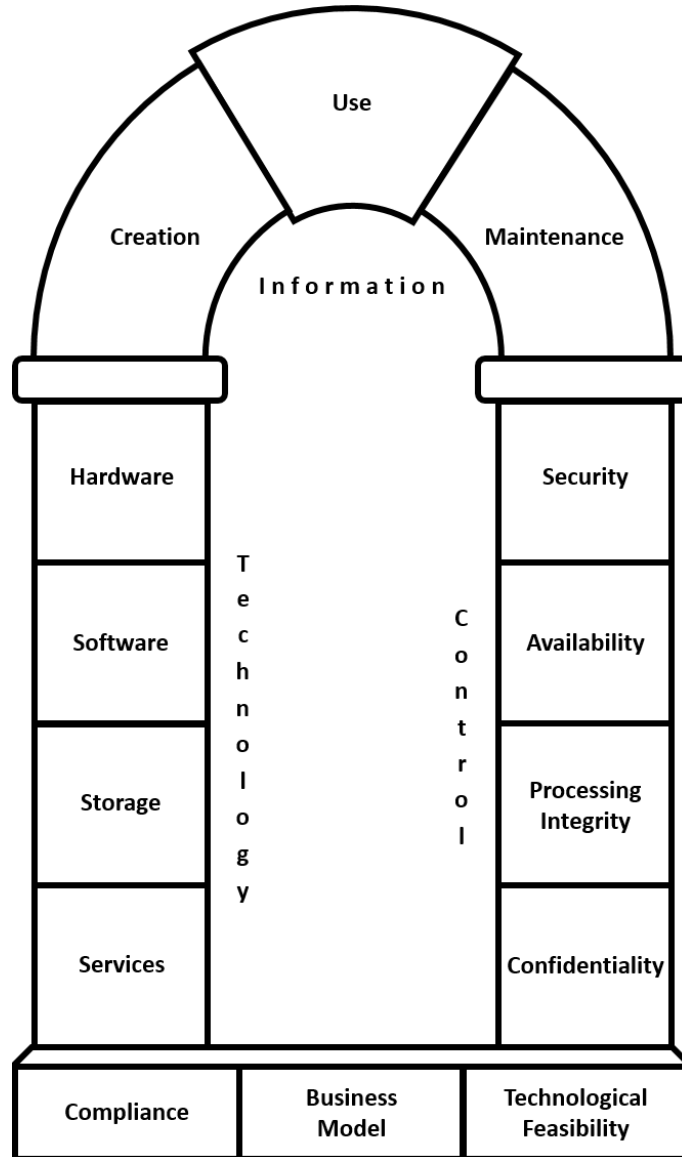 Use
Creation
Maintenance
Information
Hardware
Software
Storage
Services
Technology
Control
Security
Availability
Processing
Integrity
Confidentiality
Compliance
Business
Model
Technological
Feasibility